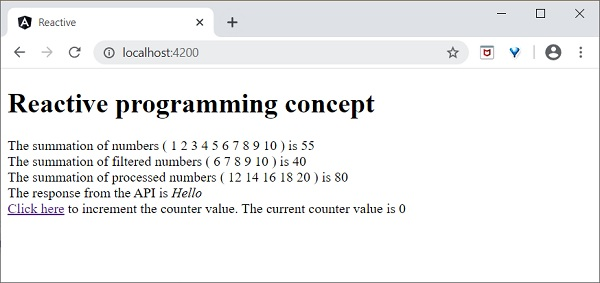 Reactive
localhost:4200
Reactive programming concept
The summation of numbers ( 1 2 3 4 5 6 7 8 9 10 ) is 55
The summation of filtered numbers ( 6 7 8 9 10 ) is 40
The summation of processed numbers ( 12 14 16 18 20 ) is 80
The response from the API is Hello
Click here to increment the counter value. The current counter value is 0